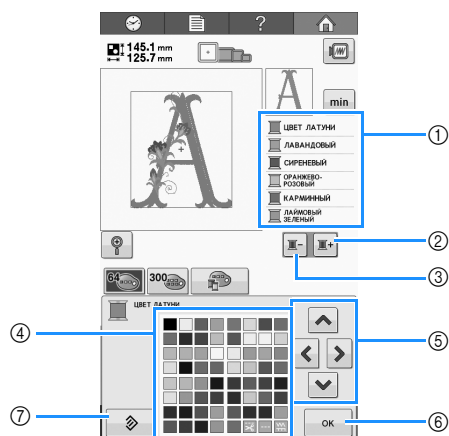 ?
145.1 mm
125.7 mm
min
ЦВЕТ ЛАТУНИ
ЛАВАНДОВЫЙ
СИРЕНЕВЫЙ
ОРАНЖЕВО-
РОЗОВЫЙ
КАРМИННЫЙ
ЛАЙМОВЫЙ
ЗЕЛЕНЫЙ
①
②
③
64
300
ЦВЕТ ЛАТУНИ
④
⑤
OK
⑥
⑦